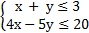 x + y ≤ 3
4x − 5y ≤ 20